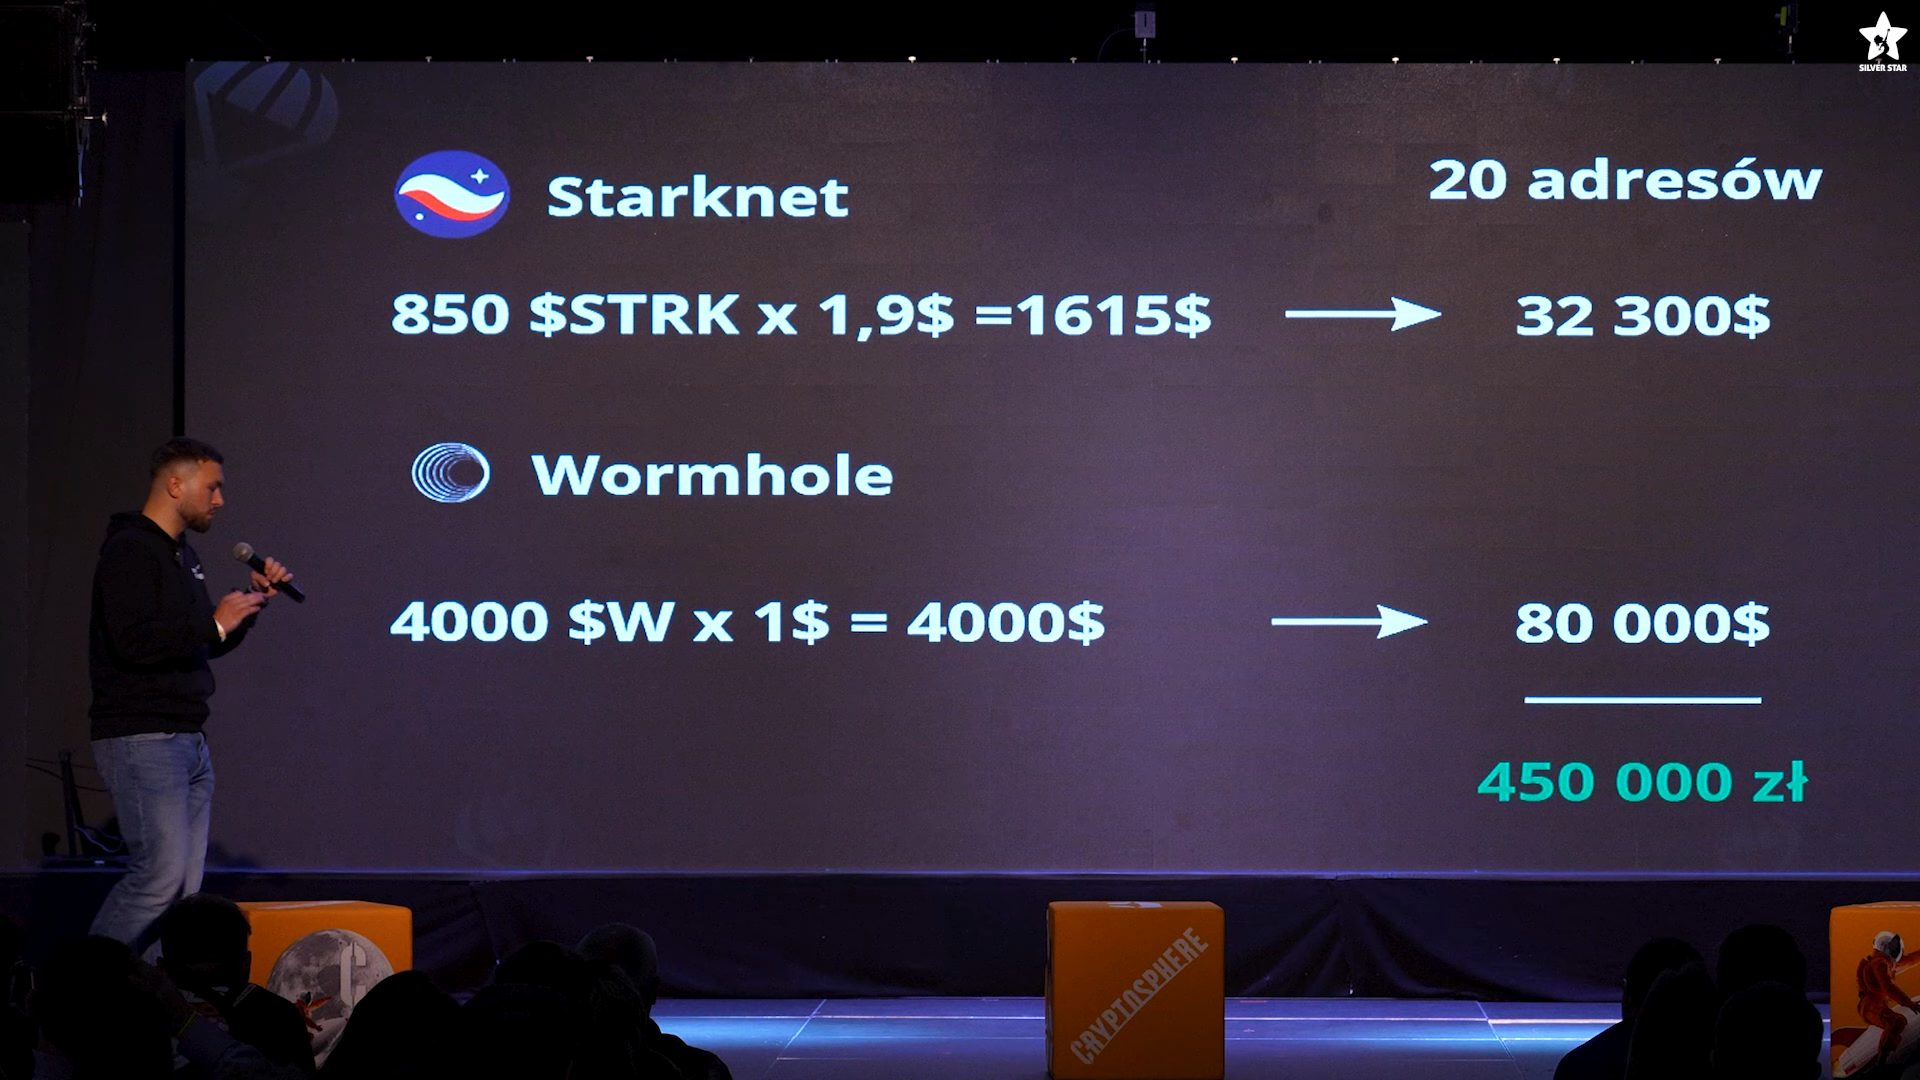 SILVER STAR
Starknet
20 adresów
850 $STRK x 1,9$ =1615$
32 300$
Wormhole
4000 $W x 1$ = 4000$
80 000$
450 000 zł
CRYPTOSPHERE